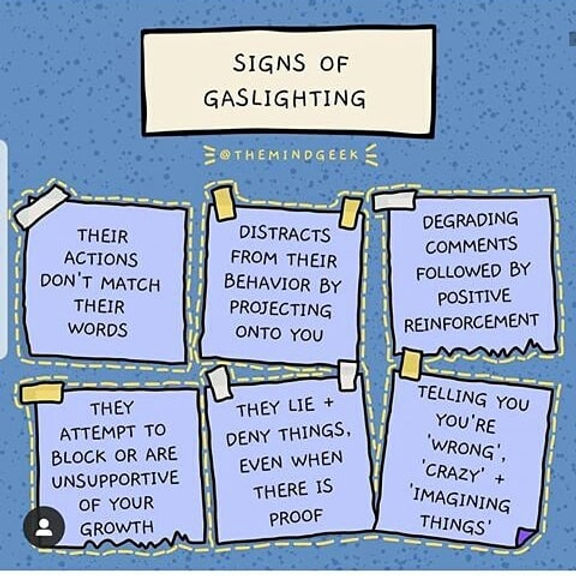 SIGNS OF
GASLIGHTING
@THEMINDGEEK
THEIR
ACTIONS
DON'T MATCH
THEIR
WORDS
DISTRACTS
FROM THEIR
BEHAVIOR BY
PROJECTING
ONTO YOU
DEGRADING
COMMENTS
FOLLOWED BY
POSITIVE
REINFORCEMENT
THEY
ATTEMPT TO
BLOCK OR ARE
UNSUPPORTIVE
OF YOUR
GROWTH
THEY LIE +
DENY THINGS,
EVEN WHEN
THERE IS
PROOF
TELLING YOU
YOU'RE
'WRONG',
'CRAZY' +
'IMAGINING
THINGS'